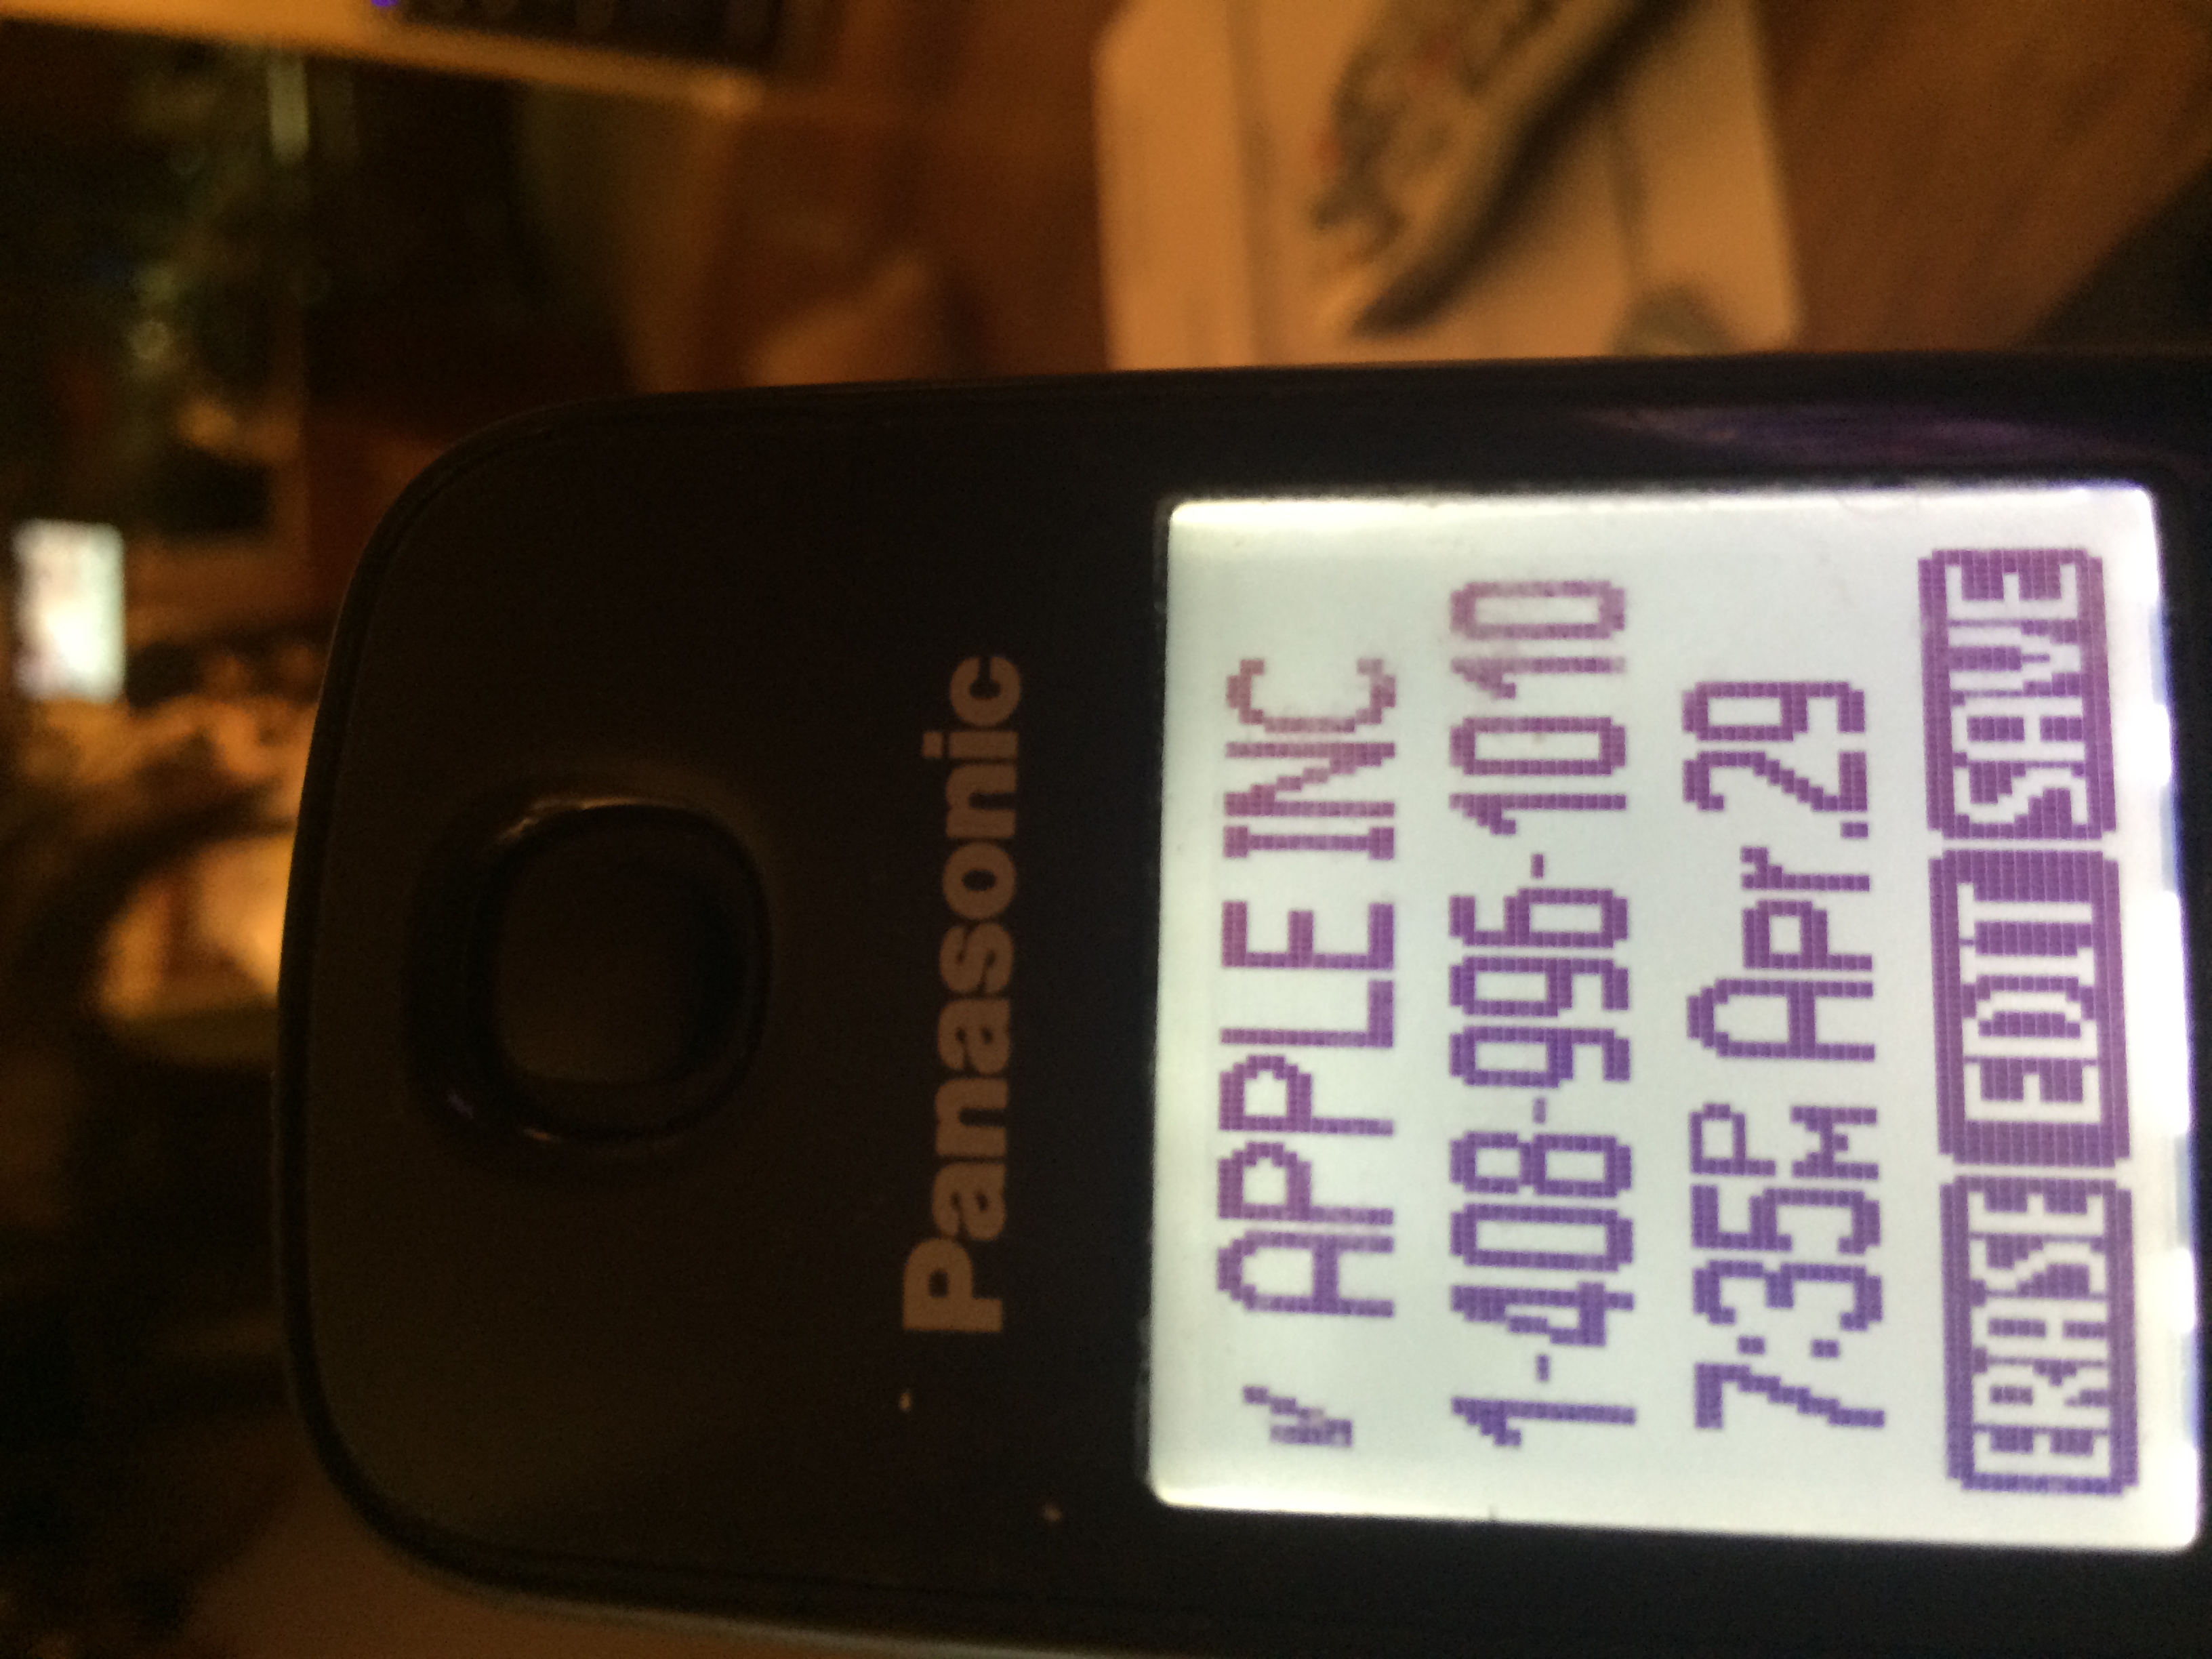 Panasonic
✓ APPLE INC
1-408-996-1010
7:35PM Apr.29
ERASE EDIT SAVE